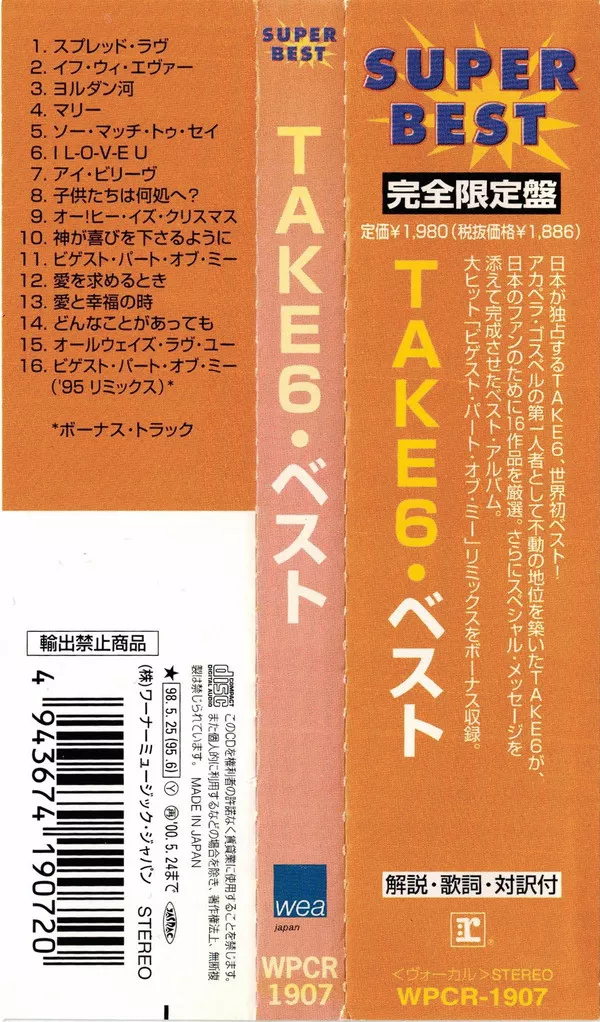 1. スプレッド・ラヴ
2. イフ・ウィ・エヴァー
3. ヨルダン河
4. マリー
5. ソー・マッチ・トゥ・セイ
6. I L-O-V-E U
7. アイ・ビリーヴ
8. 子供たちは何処へ?
9. オー!ヒー・イズ・クリスマス
10. 神が喜びを下さるように
11. ビゲスト・パート・オブ・ミー
12. 愛を求めるとき
13. 愛と幸福の時
14. どんなことがあっても
15. オールウェイズ・ラヴ・ユー
16. ビゲスト・パート・オブ・ミー
('95 リミックス)*
*ボーナス・トラック
輸出禁止商品
4 943674 190720
(株)ワーナーミュージック・ジャパン STEREO
★98.5.25(95.6)Ⓨ再'00.5.24まで
JASRAC
COMPACT
disc
DIGITAL AUDIO
このCDを権利者の許諾なく賃貸業に使用することを禁じます。
また個人的に利用するなどの場合を除き、著作権法上、無断複
製は禁じられています。 MADE IN JAPAN
SUPER
BEST
TAKE6・ベスト
wea
japan
WPCR
1907
SUPER
BEST
完全限定盤
定価¥1,980(税抜価格¥1,886)
TAKE6・ベスト
日本が独占するTAKE6、世界初ベスト!
アカペラ・ゴスペルの第一人者として不動の地位を築いたTAKE6が、
日本のファンのために16作品を厳選。さらにスペシャル・メッセージを
添えて完成させたベスト・アルバム。
大ヒット「ビゲスト・パート・オブ・ミー」リミックスをボーナス収録。
解説・歌詞・対訳付
r
®
<ヴォーカル>STEREO
WPCR-1907